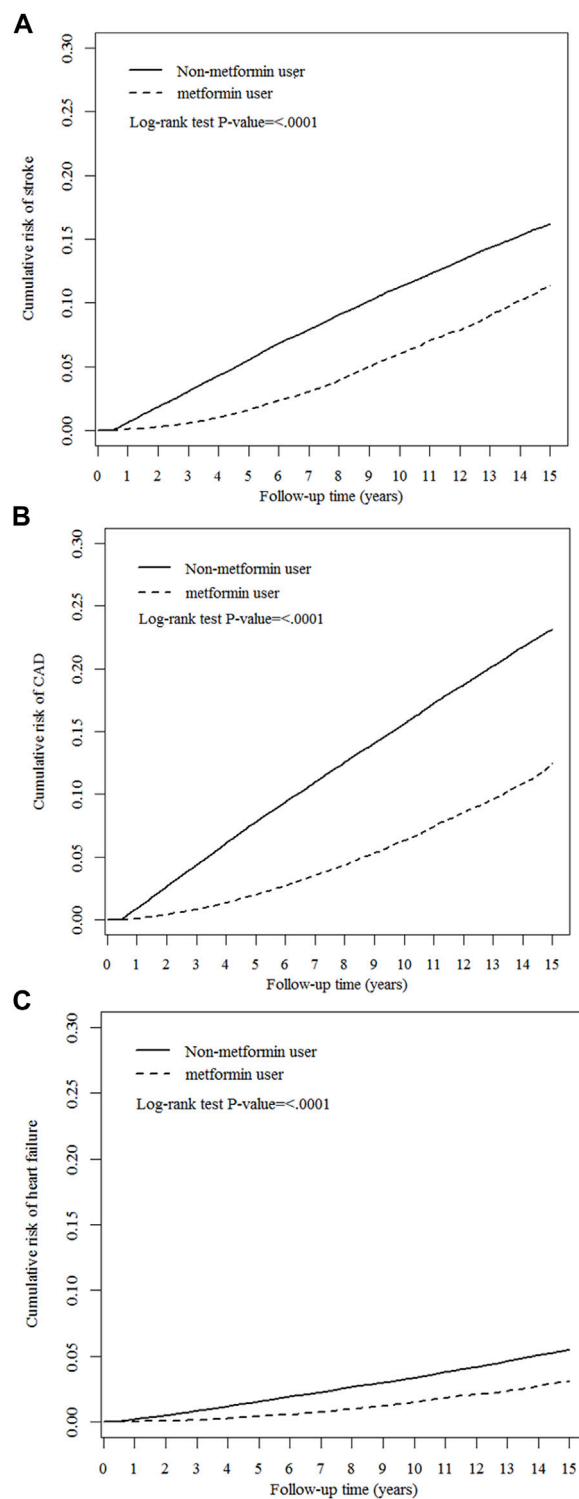 A
0.30
0.25
0.20
0.15
0.10
0.05
0.00
Cumulative risk of stroke
Non-metformin user
metformin user
Log-rank test P-value=<.0001
0 1 2 3 4 5 6 7 8 9 10 11 12 13 14 15
Follow-up time (years)
B
0.30
0.25
0.20
0.15
0.10
0.05
0.00
Cumulative risk of CAD
Non-metformin user
metformin user
Log-rank test P-value=<.0001
0 1 2 3 4 5 6 7 8 9 10 11 12 13 14 15
Follow-up time (years)
C
0.30
0.25
0.20
0.15
0.10
0.05
0.00
Cumulative risk of heart failure
Non-metformin user
metformin user
Log-rank test P-value=<.0001
0 1 2 3 4 5 6 7 8 9 10 11 12 13 14 15
Follow-up time (years)